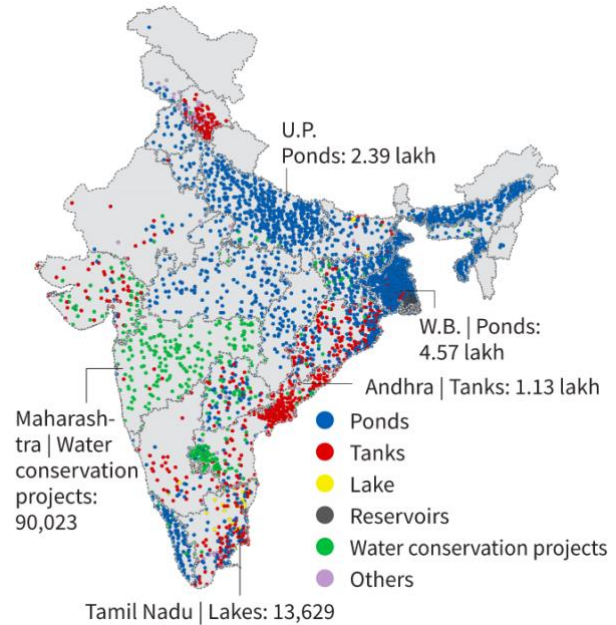 U.P.
Ponds: 2.39 lakh
W.B. | Ponds:
4.57 lakh
Andhra | Tanks: 1.13 lakh
Maharash-
tra | Water
conservation
projects:
90,023
Ponds
Tanks
Lake
Reservoirs
Water conservation projects
Others
Tamil Nadu | Lakes: 13,629